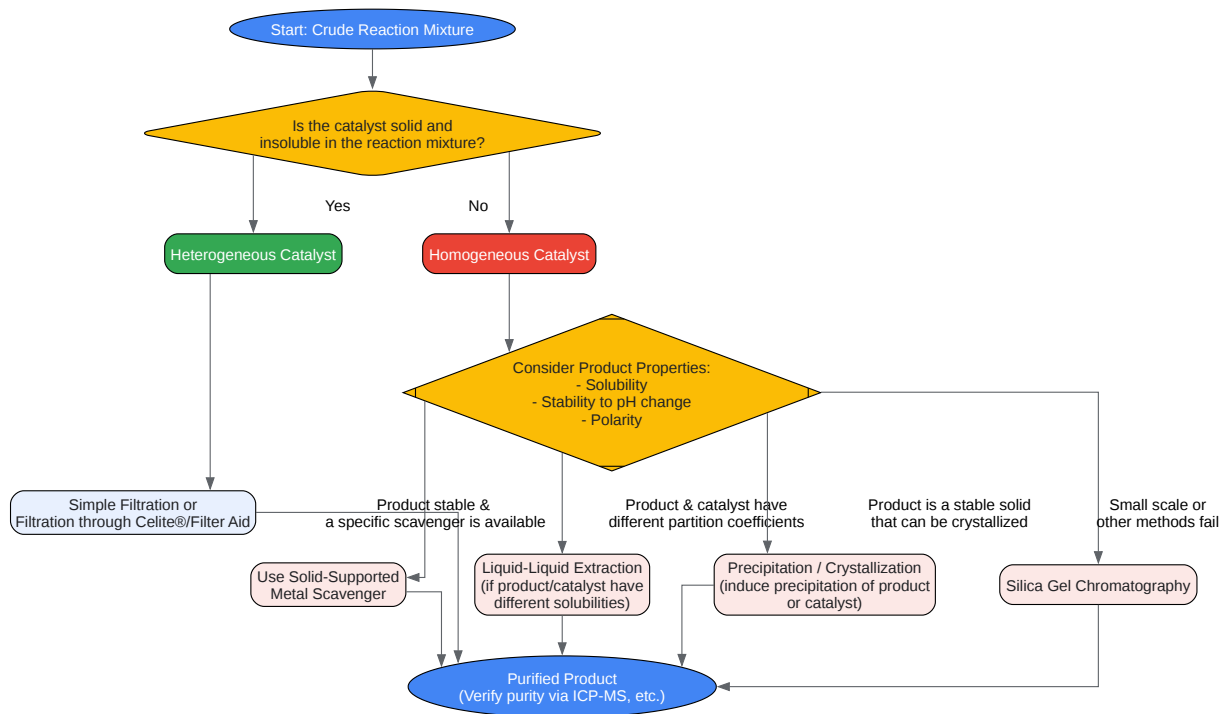 Start: Crude Reaction Mixture
Is the catalyst solid and
insoluble in the reaction mixture?
Yes
No
Heterogeneous Catalyst
Homogeneous Catalyst
Consider Product Properties:
- Solubility
- Stability to pH change
- Polarity
Simple Filtration or
Filtration through Celite®/Filter Aid
Product stable &
a specific scavenger is available
Product & catalyst have
different partition coefficients
Product is a stable solid
that can be crystallized
Small scale or
other methods fail
Use Solid-Supported
Metal Scavenger
Liquid-Liquid Extraction
(if product/catalyst have
different solubilities)
Precipitation / Crystallization
(induce precipitation of product
or catalyst)
Silica Gel Chromatography
Purified Product
(Verify purity via ICP-MS, etc.)